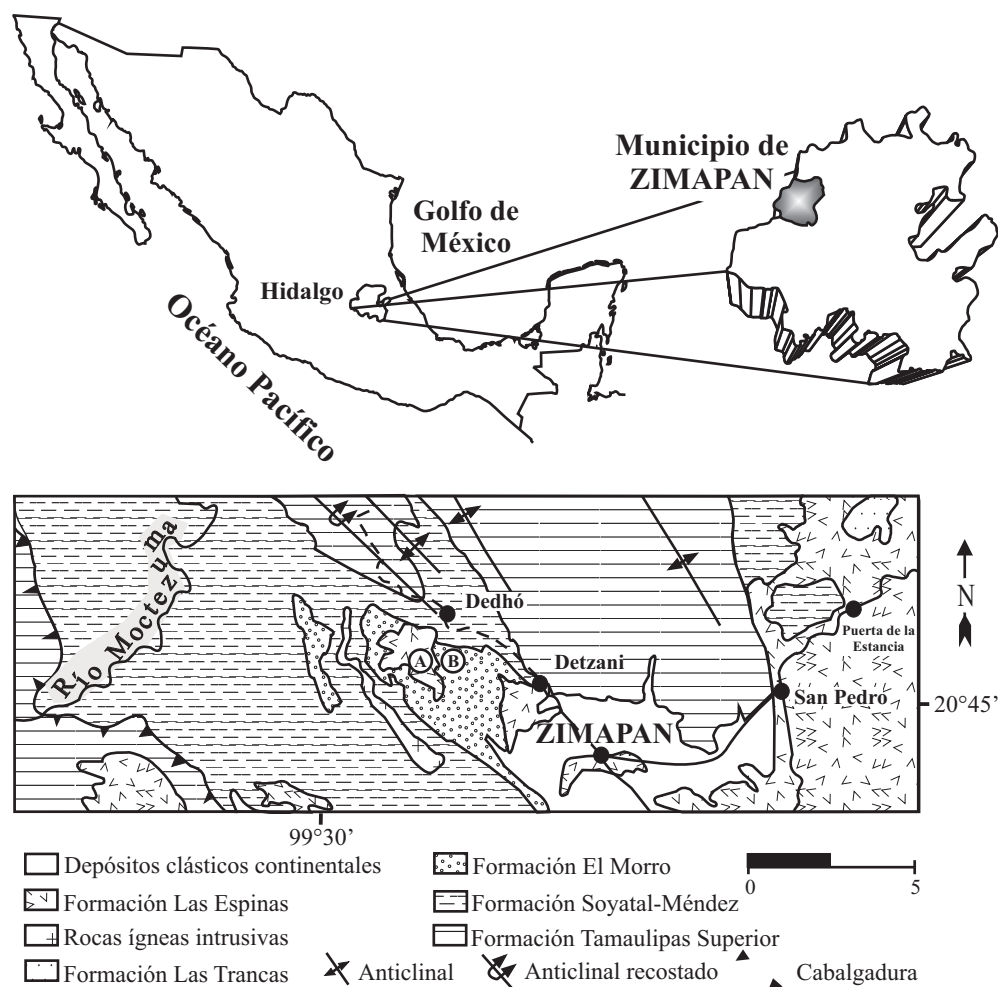 Municipio de
ZIMAPAN
Golfo de
México
Hidalgo
Océano Pacífico
Río Moctezuma
Dedhó
A
B
Detzani
ZIMAPAN
San Pedro
Puerta de la
Estancia
N
20°45'
99°30'
Depósitos clásticos continentales
Formación Las Espinas
Rocas ígneas intrusivas
Formación Las Trancas
Formación El Morro
Formación Soyatal-Méndez
Formación Tamaulipas Superior
Anticlinal
Anticlinal recostado
Cabalgadura
0
5